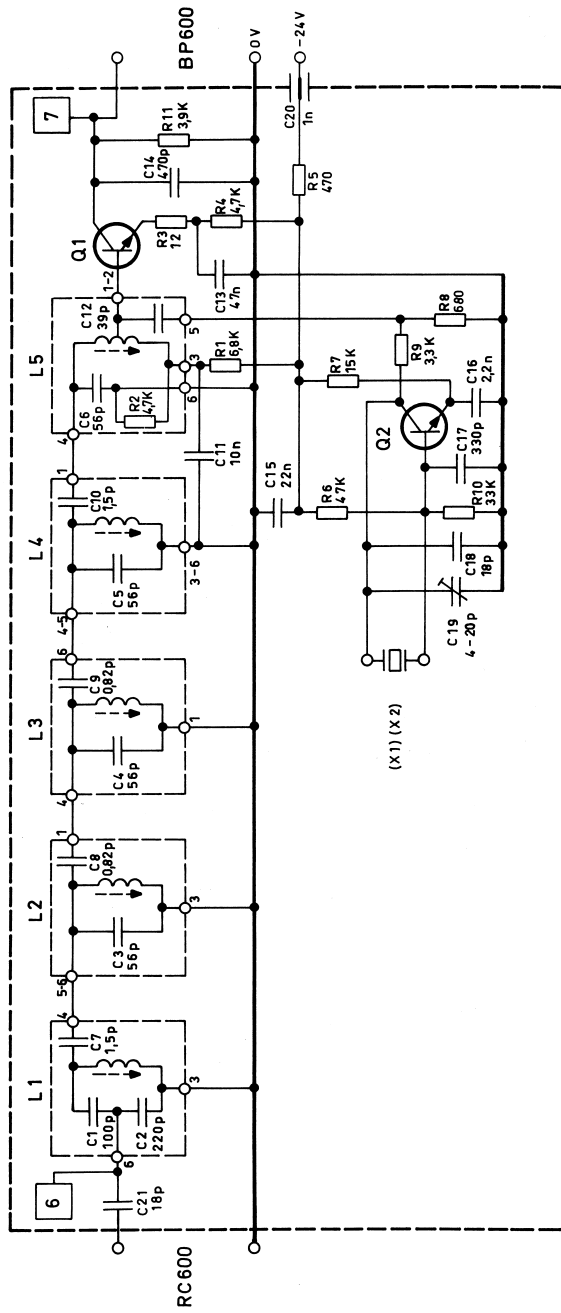 RC600
6
C21
18p
L1
6
C1
100p
C2
220p
C7
1,5p
4
3
L2
5-6
C3
56p
C8
0,82p
1
3
L3
4
C4
56p
C9
0,82p
6
1
L4
4-5
C5
56p
C10
1,5p
1
3-6
C11
10n
L5
4
C6
56p
R2
4,7K
6
3
5
1-2
C12
39p
R1
6,8K
Q1
R3
12
C13
47n
R4
4,7K
C14
470p
R11
3,9K
7
BP600
0V
-24V
C20
1n
R5
470
C15
22n
R6
47K
R7
15K
R9
3,3K
R8
680
Q2
C16
2,2n
C17
330p
R10
33K
C18
18p
C19
4-20p
(X1) (X2)